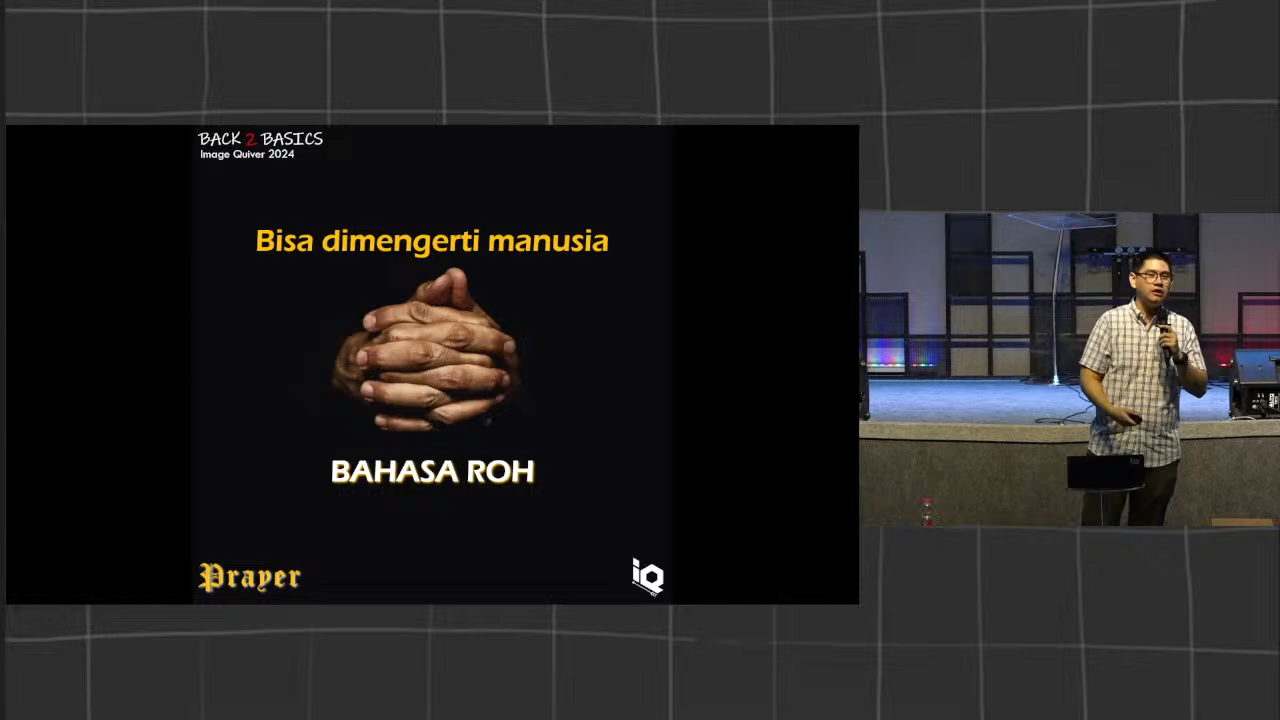 BACK 2 BASICS
Image Quiver 2024
Bisa dimengerti manusia
BAHASA ROH
Prayer
iQ